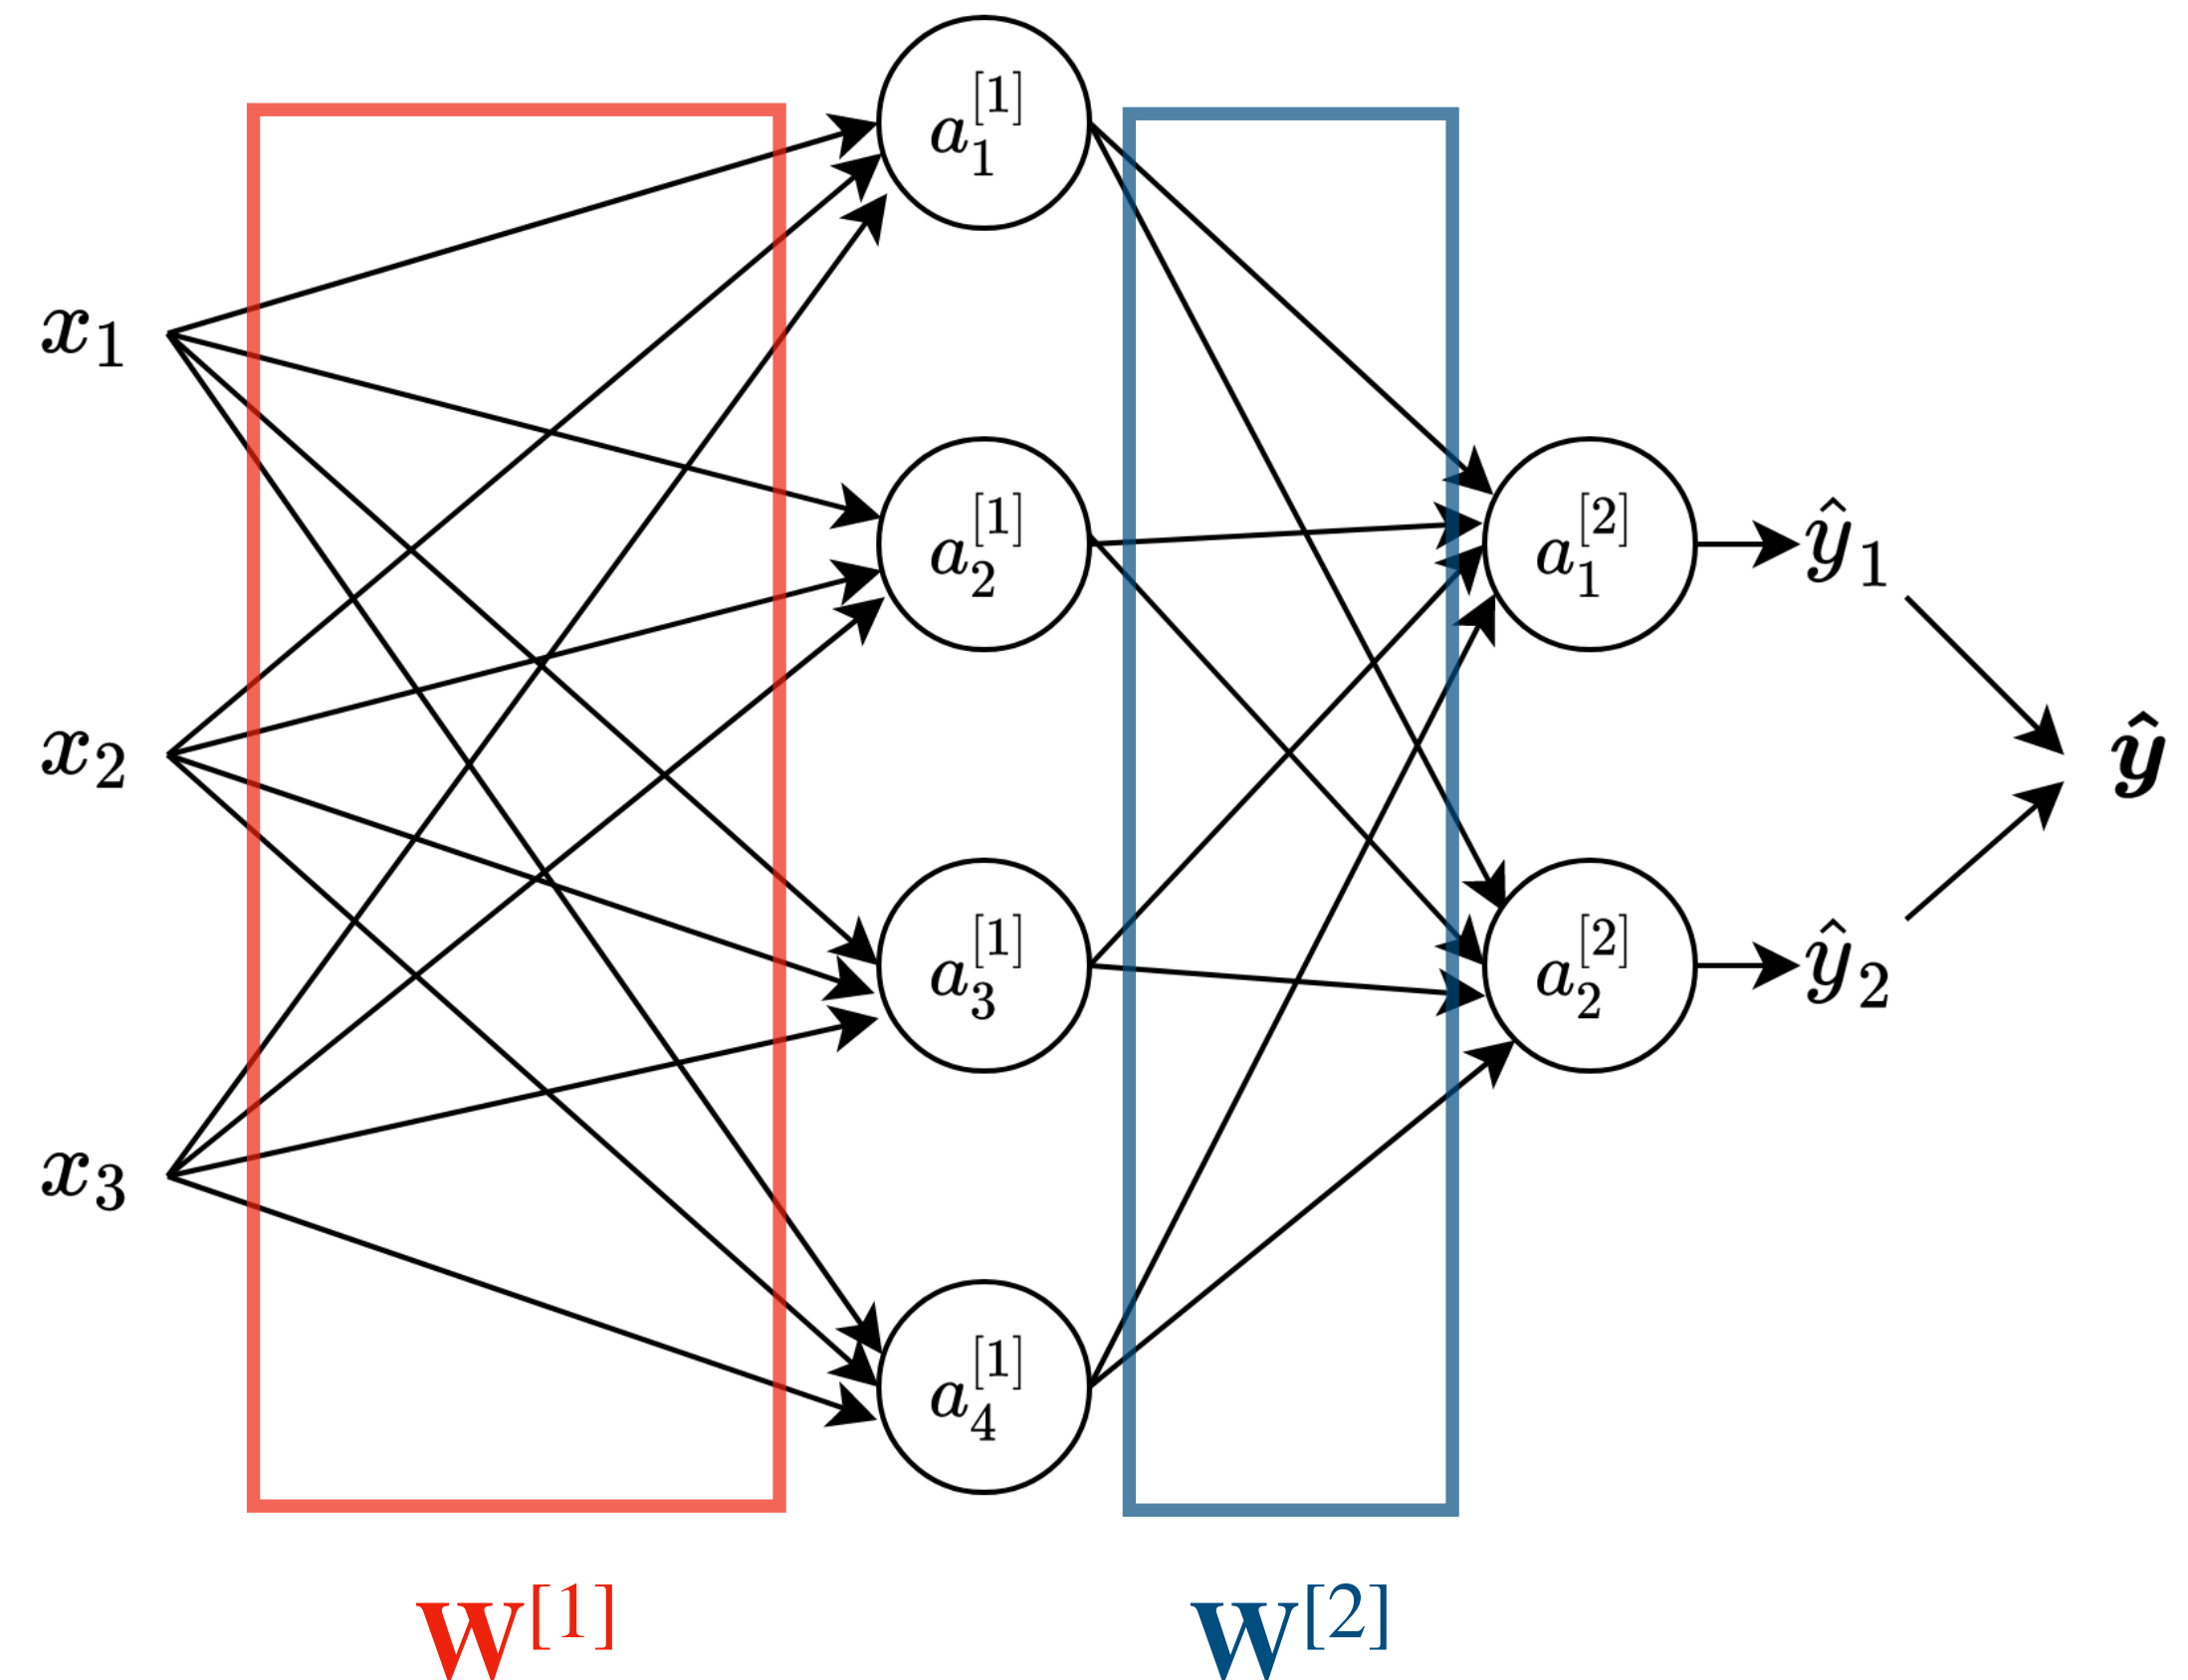 a₁^[1]
x₁
a₂^[1]
a₁^[2]
ŷ₁
x₂
ŷ
a₃^[1]
a₂^[2]
ŷ₂
x₃
a₄^[1]
W^[1]
W^[2]